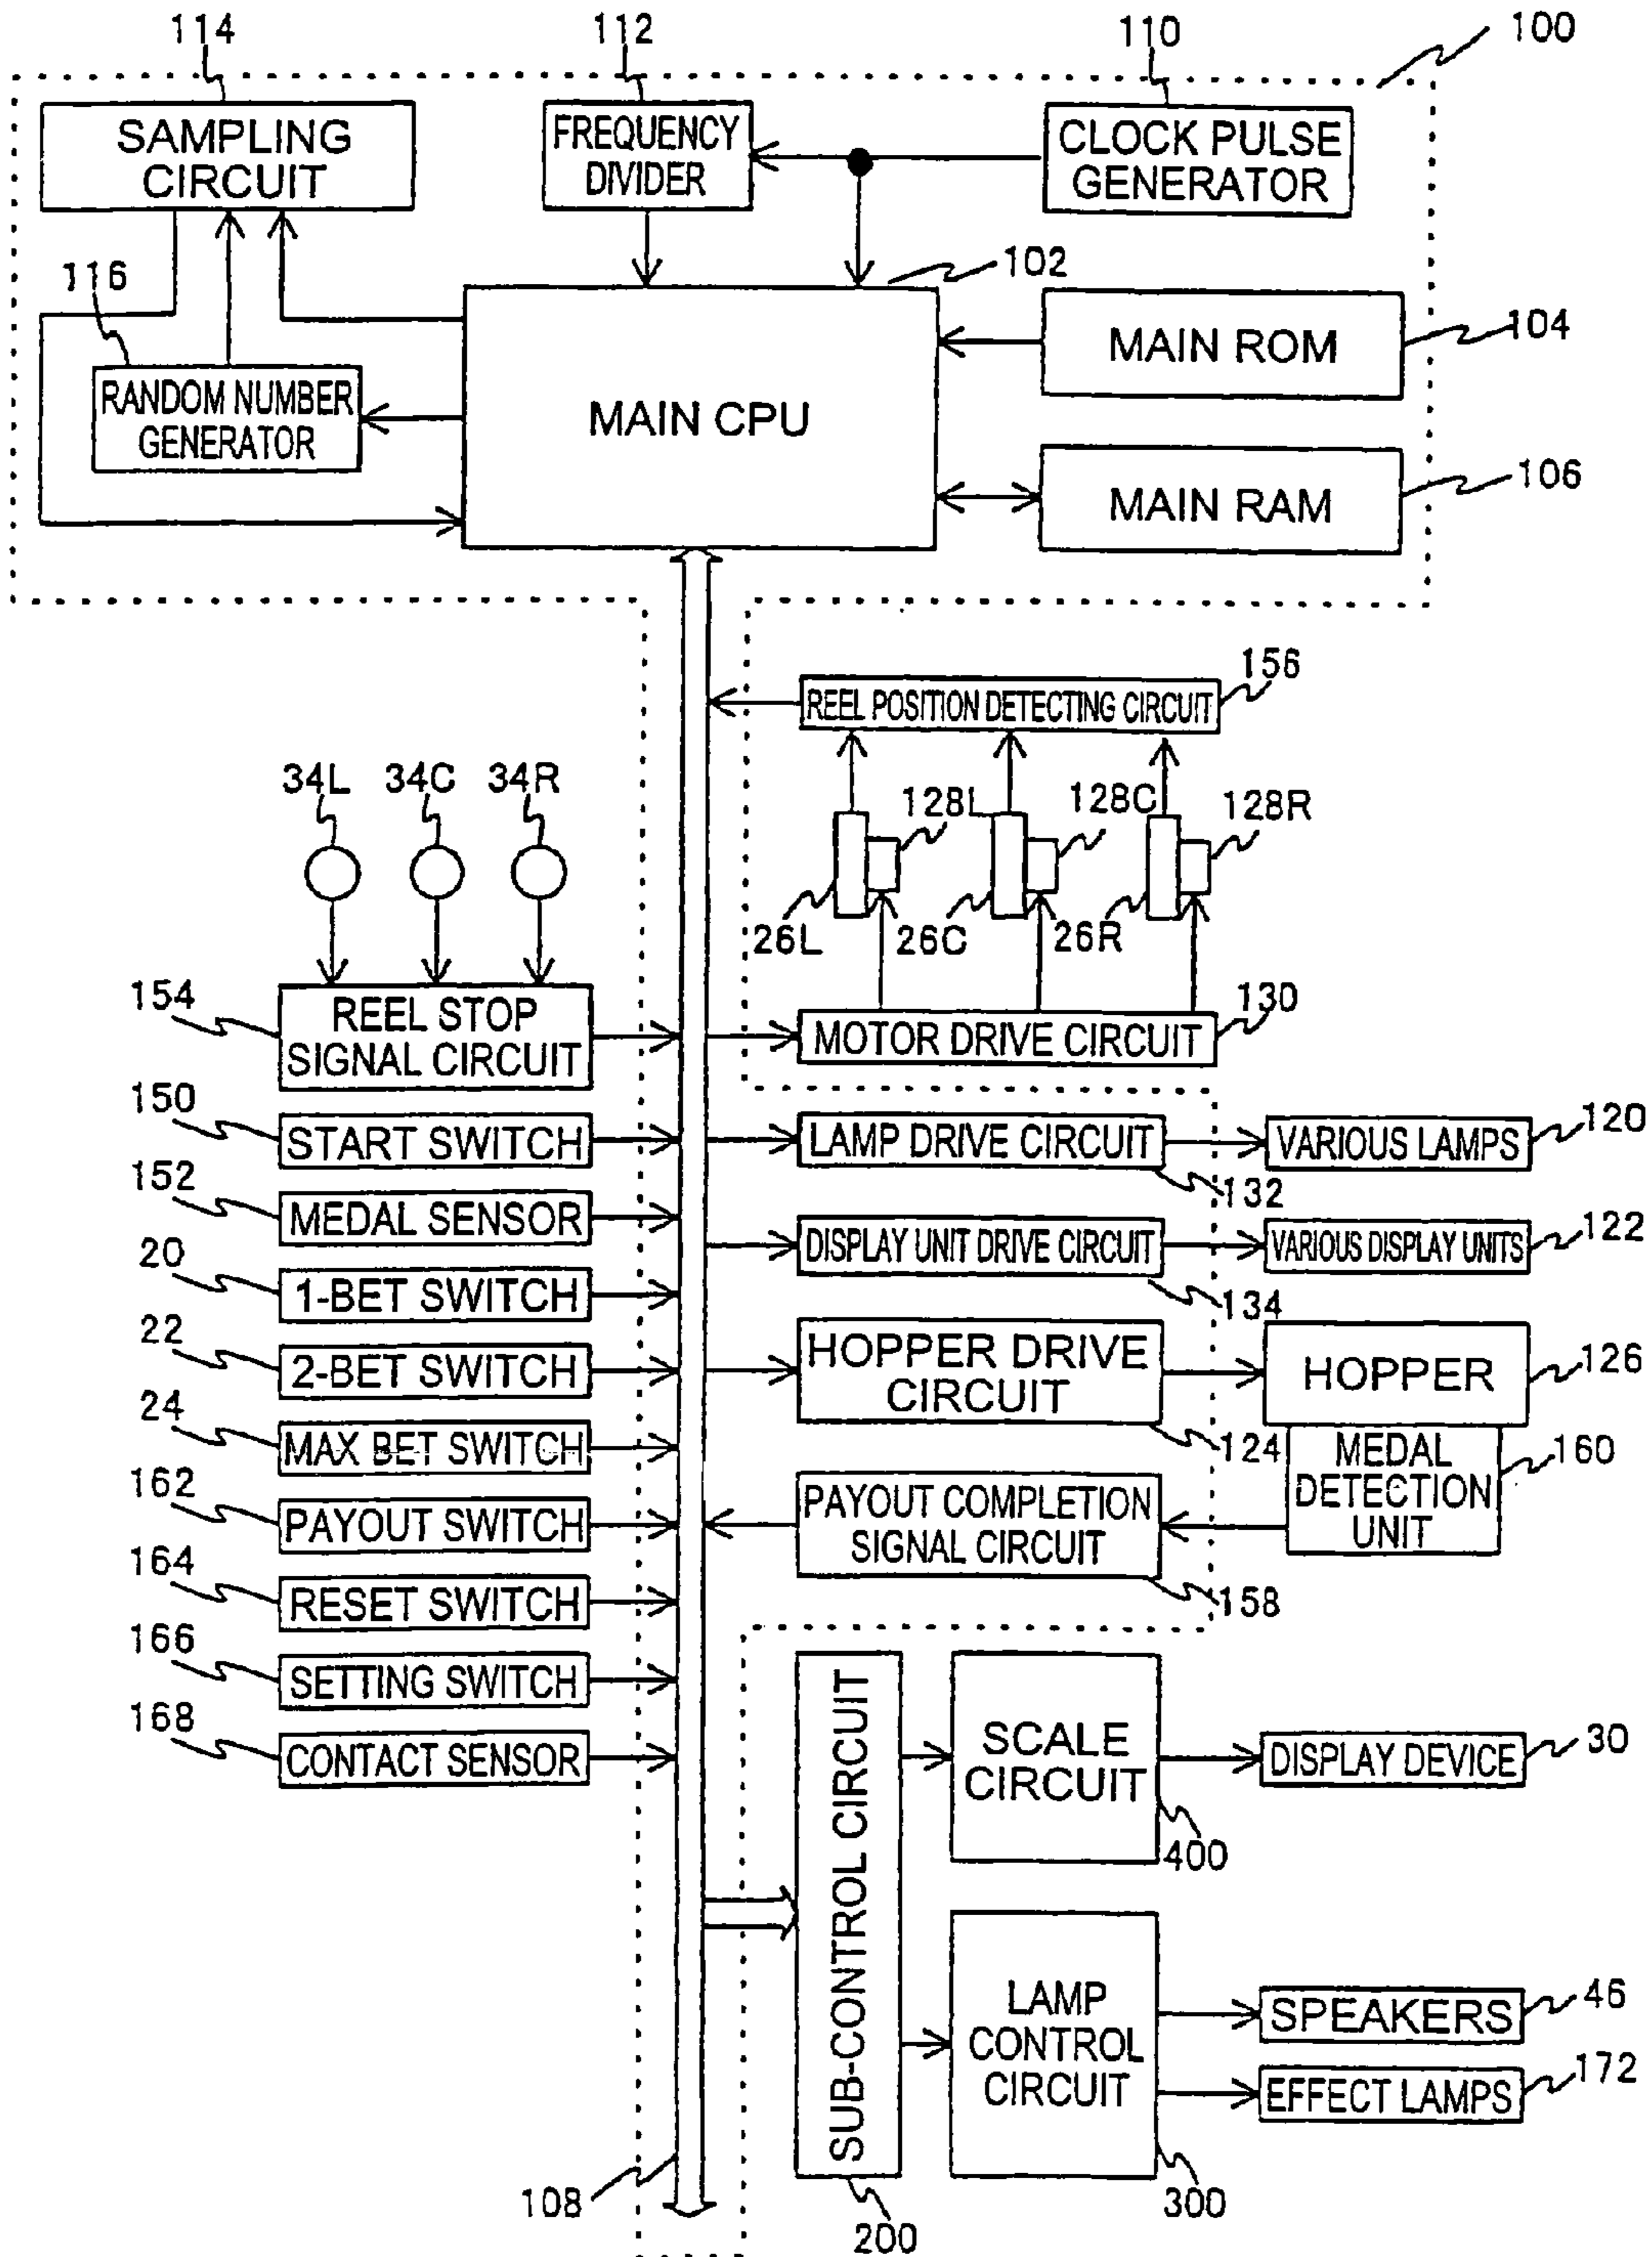 114
112
110
100
SAMPLING
CIRCUIT
FREQUENCY
DIVIDER
CLOCK PULSE
GENERATOR
116
102
RANDOM NUMBER
GENERATOR
MAIN CPU
MAIN ROM
104
MAIN RAM
106
156
REEL POSITION DETECTING CIRCUIT
34L
34C
34R
128L
128C
128R
26L
26C
26R
154
REEL STOP
SIGNAL CIRCUIT
130
MOTOR DRIVE CIRCUIT
150
START SWITCH
LAMP DRIVE CIRCUIT
132
VARIOUS LAMPS
120
152
MEDAL SENSOR
DISPLAY UNIT DRIVE CIRCUIT
134
VARIOUS DISPLAY UNITS
122
20
1-BET SWITCH
22
2-BET SWITCH
HOPPER DRIVE
CIRCUIT
124
HOPPER
126
24
MAX BET SWITCH
MEDAL
DETECTION
UNIT
160
162
PAYOUT SWITCH
PAYOUT COMPLETION
SIGNAL CIRCUIT
158
164
RESET SWITCH
166
SETTING SWITCH
168
CONTACT SENSOR
SUB-CONTROL CIRCUIT
200
SCALE
CIRCUIT
400
DISPLAY DEVICE
30
LAMP
CONTROL
CIRCUIT
300
SPEAKERS
46
EFFECT LAMPS
172
108